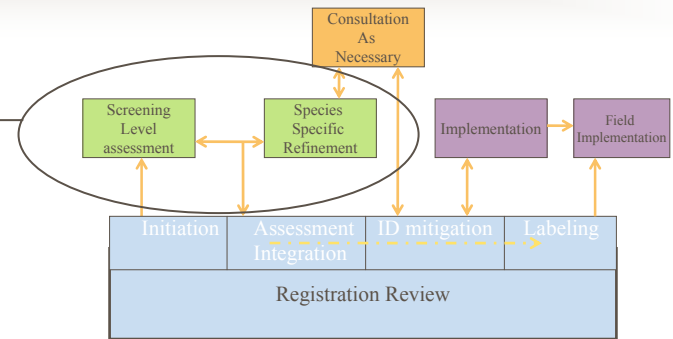 Consultation
As
Necessary
Screening
Level
assessment
Species
Specific
Refinement
Implementation
Field
Implementation
Initiation
Assessment
Integration
ID mitigation
Labeling
Registration Review